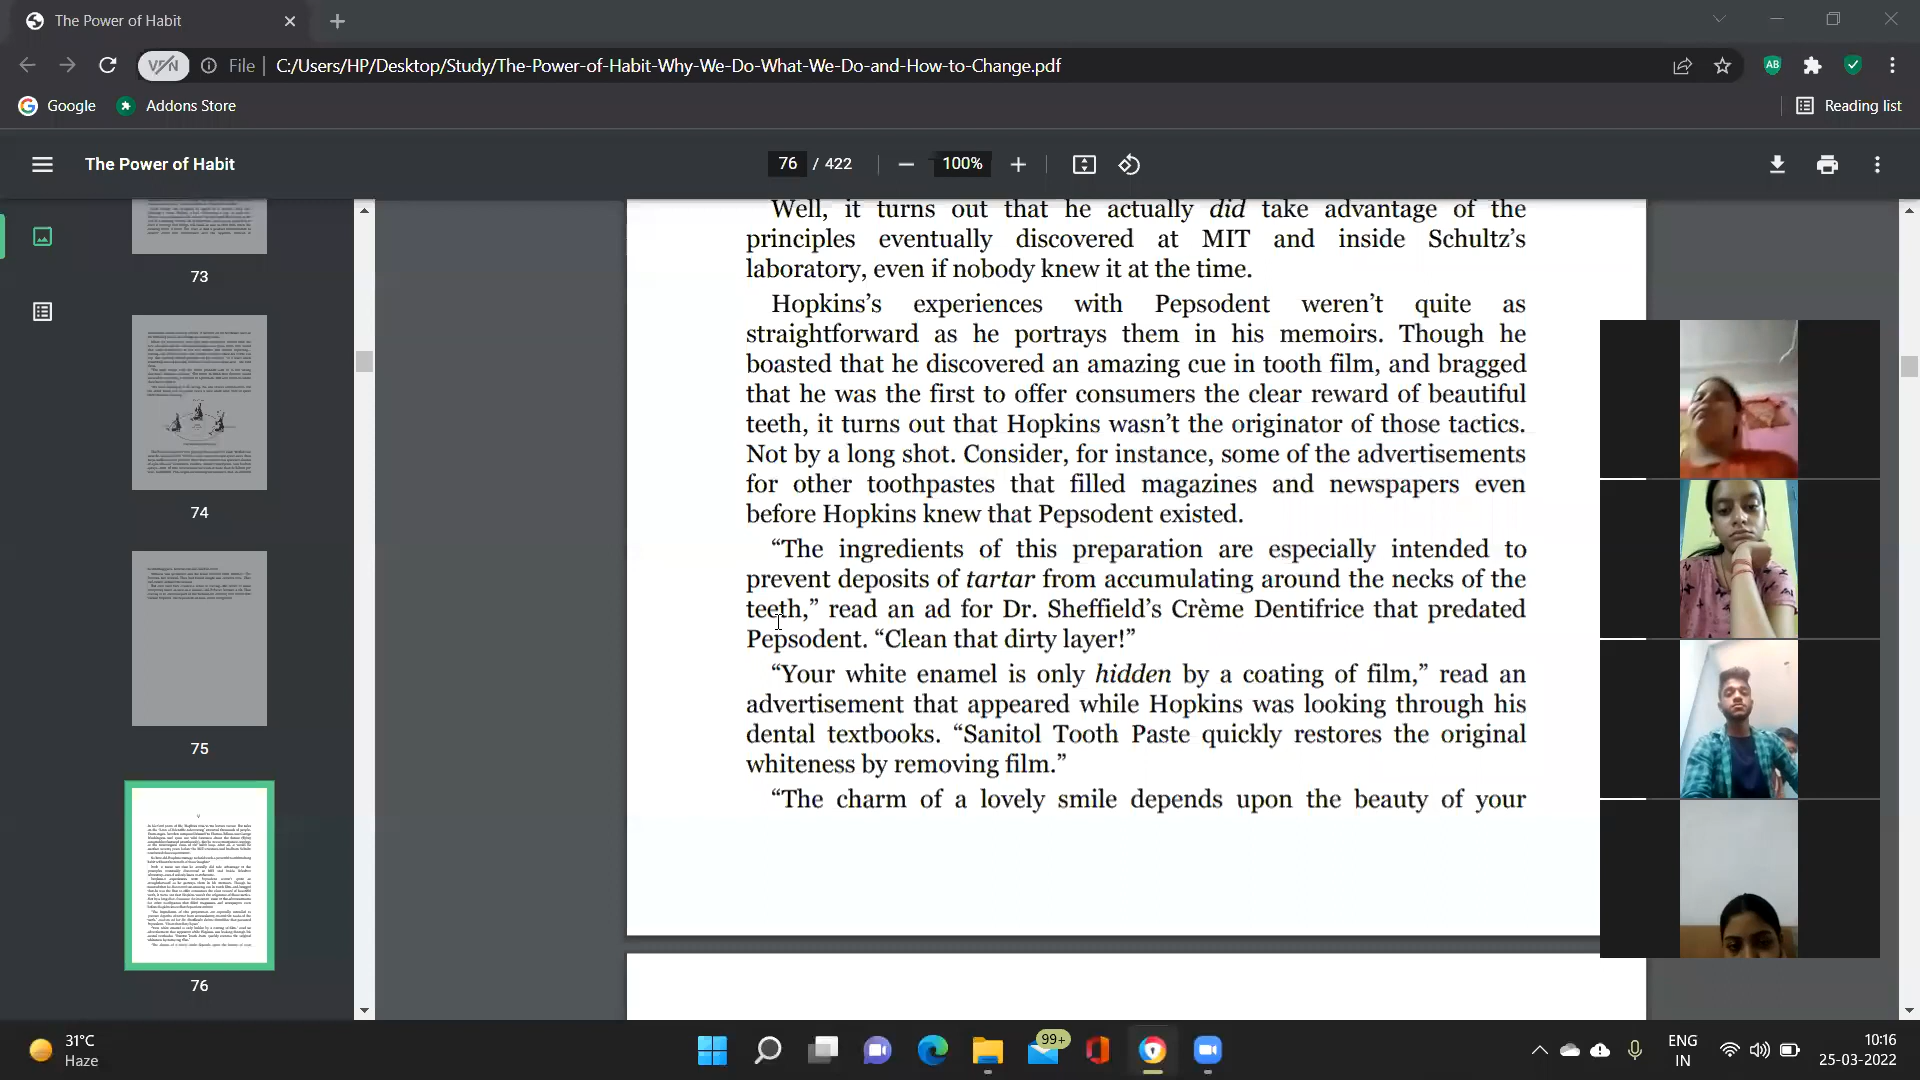 The Power of Habit
VPN
File
C:/Users/HP/Desktop/Study/The-Power-of-Habit-Why-We-Do-What-We-Do-and-How-to-Change.pdf
AB
Google
Addons Store
Reading list
The Power of Habit
76 / 422
100%
73
74
75
76
Well, it turns out that he actually did take advantage of the
principles eventually discovered at MIT and inside Schultz’s
laboratory, even if nobody knew it at the time.
Hopkins’s experiences with Pepsodent weren’t quite as
straightforward as he portrays them in his memoirs. Though he
boasted that he discovered an amazing cue in tooth film, and bragged
that he was the first to offer consumers the clear reward of beautiful
teeth, it turns out that Hopkins wasn’t the originator of those tactics.
Not by a long shot. Consider, for instance, some of the advertisements
for other toothpastes that filled magazines and newspapers even
before Hopkins knew that Pepsodent existed.
“The ingredients of this preparation are especially intended to
prevent deposits of tartar from accumulating around the necks of the
teeth,” read an ad for Dr. Sheffield’s Crème Dentifrice that predated
Pepsodent. “Clean that dirty layer!”
“Your white enamel is only hidden by a coating of film,” read an
advertisement that appeared while Hopkins was looking through his
dental textbooks. “Sanitol Tooth Paste quickly restores the original
whiteness by removing film.”
“The charm of a lovely smile depends upon the beauty of your
31°C
Haze
99+
ENG
IN
10:16
25-03-2022